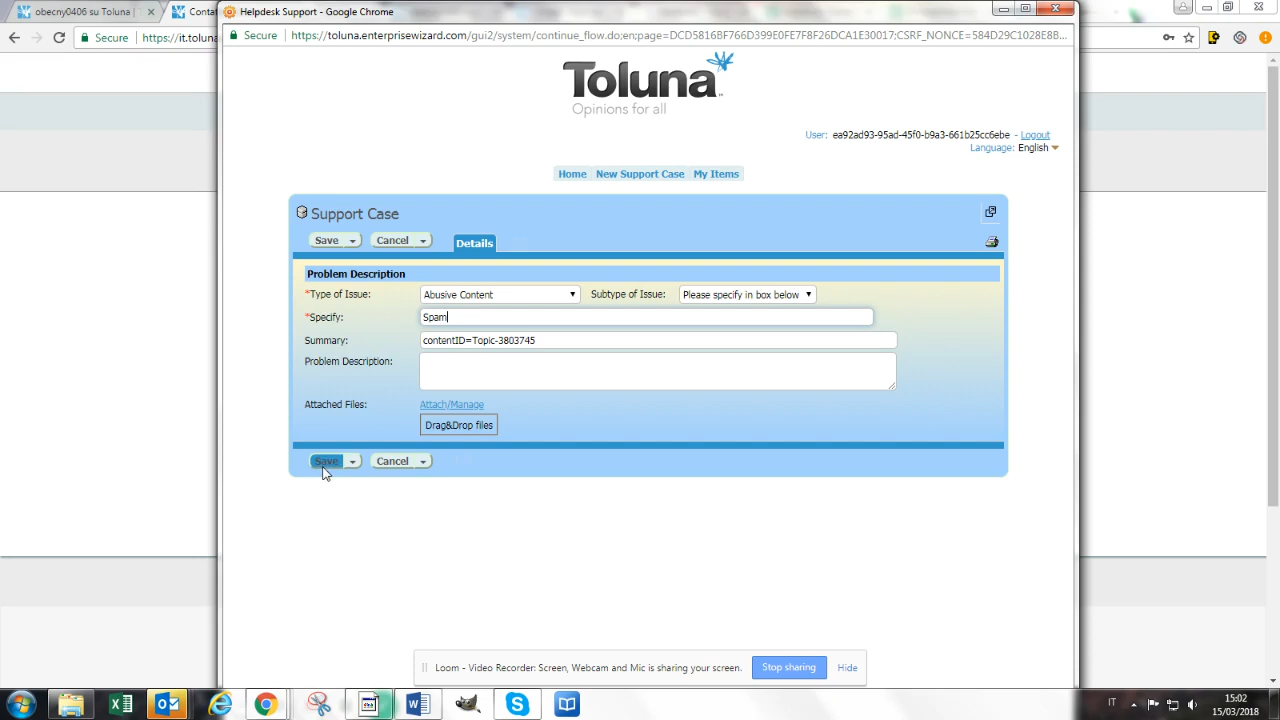 Helpdesk Support - Google Chrome
obecny0406 su Toluna
Contat
Secure
https://toluna.enterprisewizard.com/gui2/system/continue_flow.do;en;page=DCD5816BF766D399E0FE7F8F26DCA1E30017;CSRF_NONCE=584D29C1028E8B...
Secure
https://it.toluna
Toluna
Opinions for all
User: ea92ad93-95ad-45f0-b9a3-661b25cc6ebe - Logout
Language: English
Home New Support Case My Items
Support Case
Save Cancel Details
Problem Description
*Type of Issue: Abusive Content Subtype of Issue: Please specify in box below
*Specify: Spam
Summary: contentID=Topic-3803745
Problem Description:
Attached Files: Attach/Manage
Drag&Drop files
Save Cancel
Loom - Video Recorder: Screen, Webcam and Mic is sharing your screen. Stop sharing Hide
IT
15:02
15/03/2018